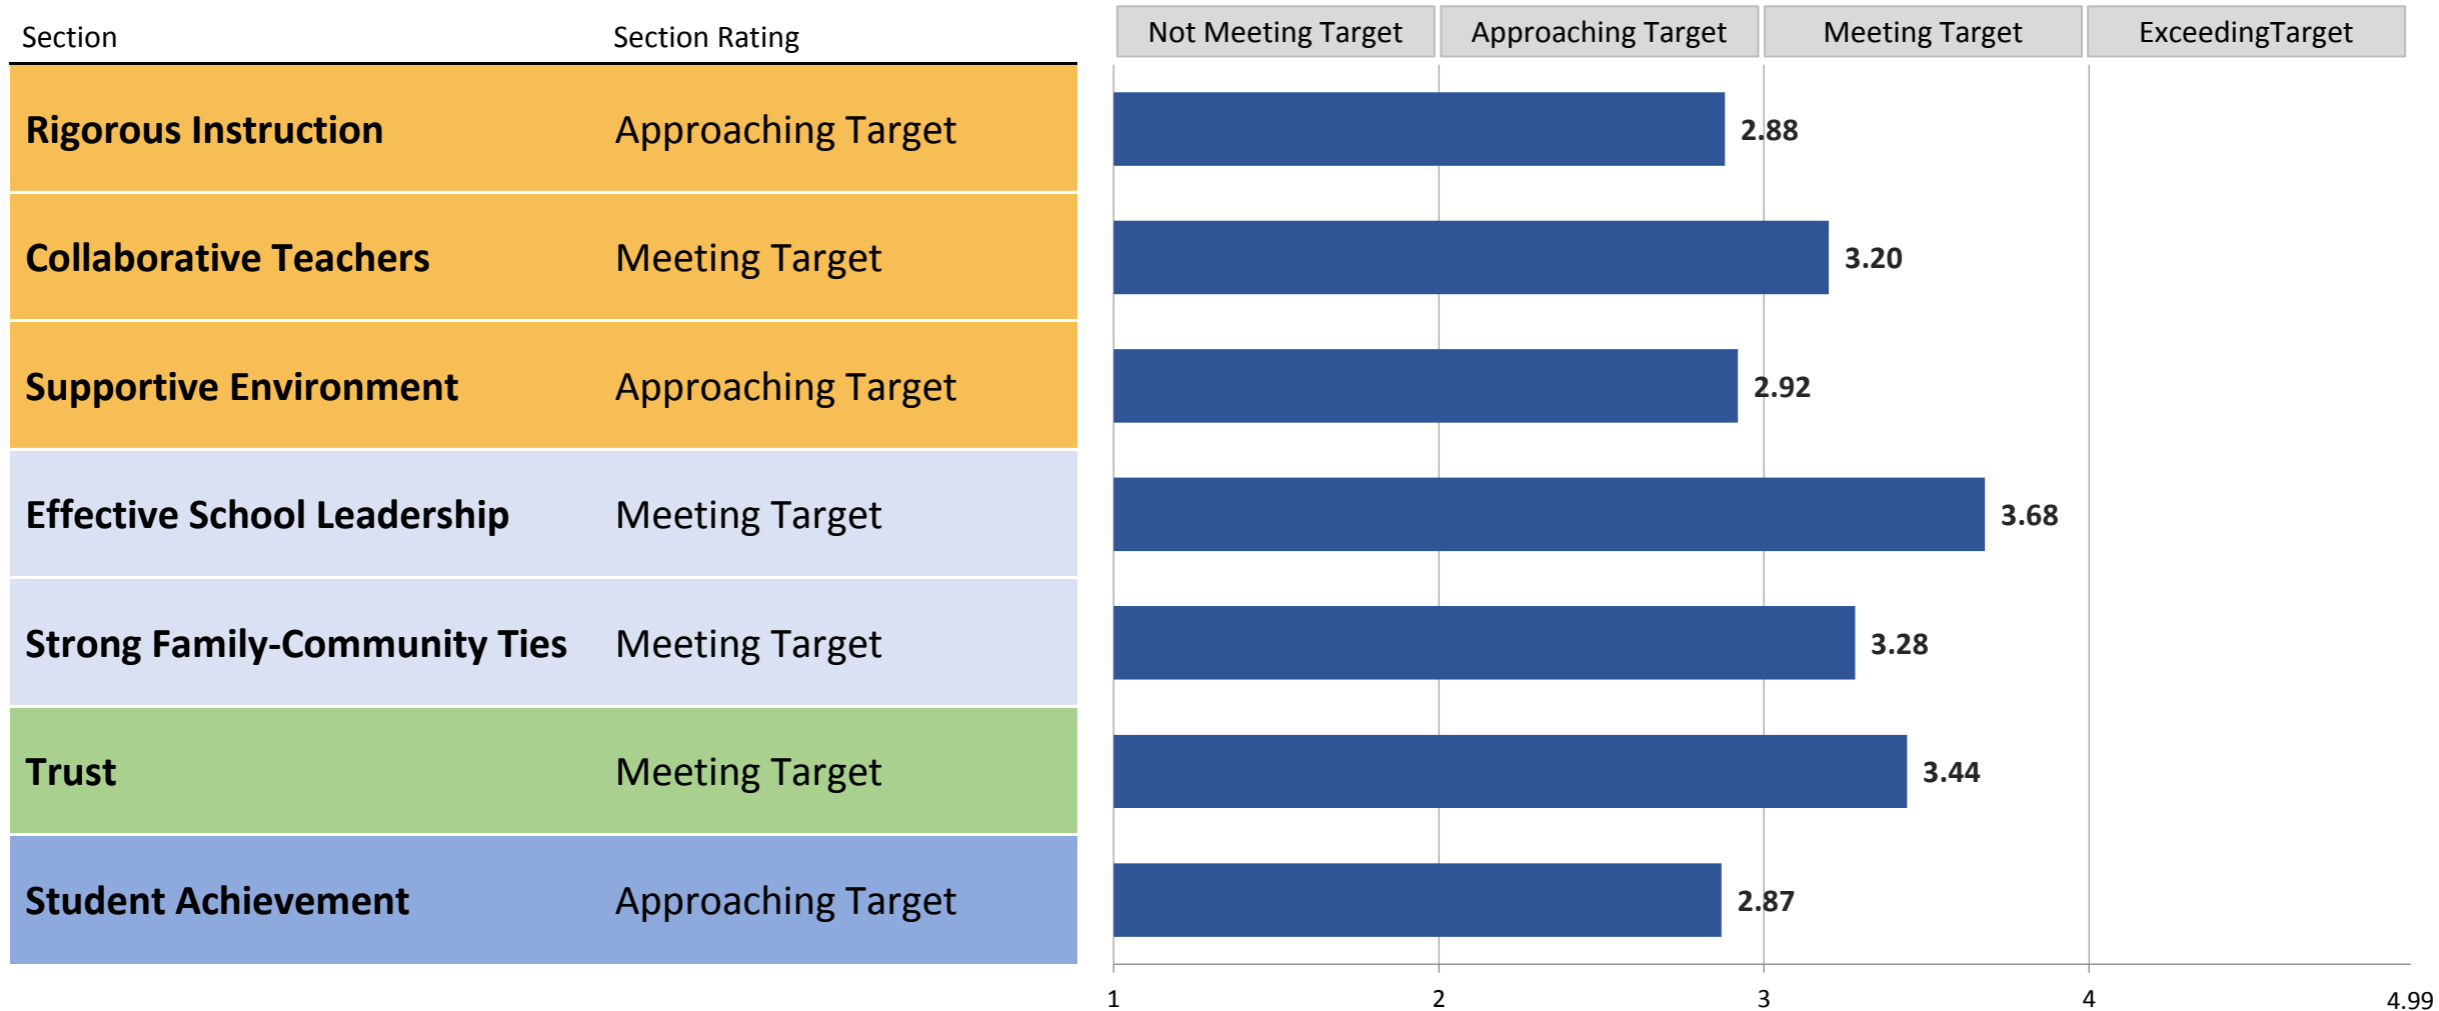 Section Section Rating Not Meeting Target Approaching Target Meeting Target ExceedingTarget
Rigorous Instruction Approaching Target 2.88
Collaborative Teachers Meeting Target 3.20
Supportive Environment Approaching Target 2.92
Effective School Leadership Meeting Target 3.68
Strong Family-Community Ties Meeting Target 3.28
Trust Meeting Target 3.44
Student Achievement Approaching Target 2.87
1 2 3 4 4.99